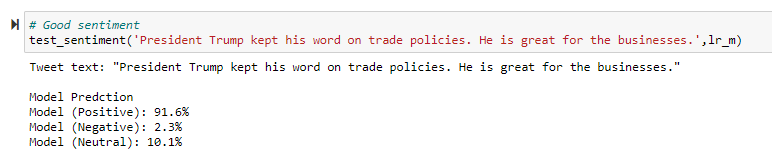 # Good sentiment
test_sentiment('President Trump kept his word on trade policies. He is great for the businesses.',lr_m)
Tweet text: "President Trump kept his word on trade policies. He is great for the businesses."
Model Predction
Model (Positive): 91.6%
Model (Negative): 2.3%
Model (Neutral): 10.1%